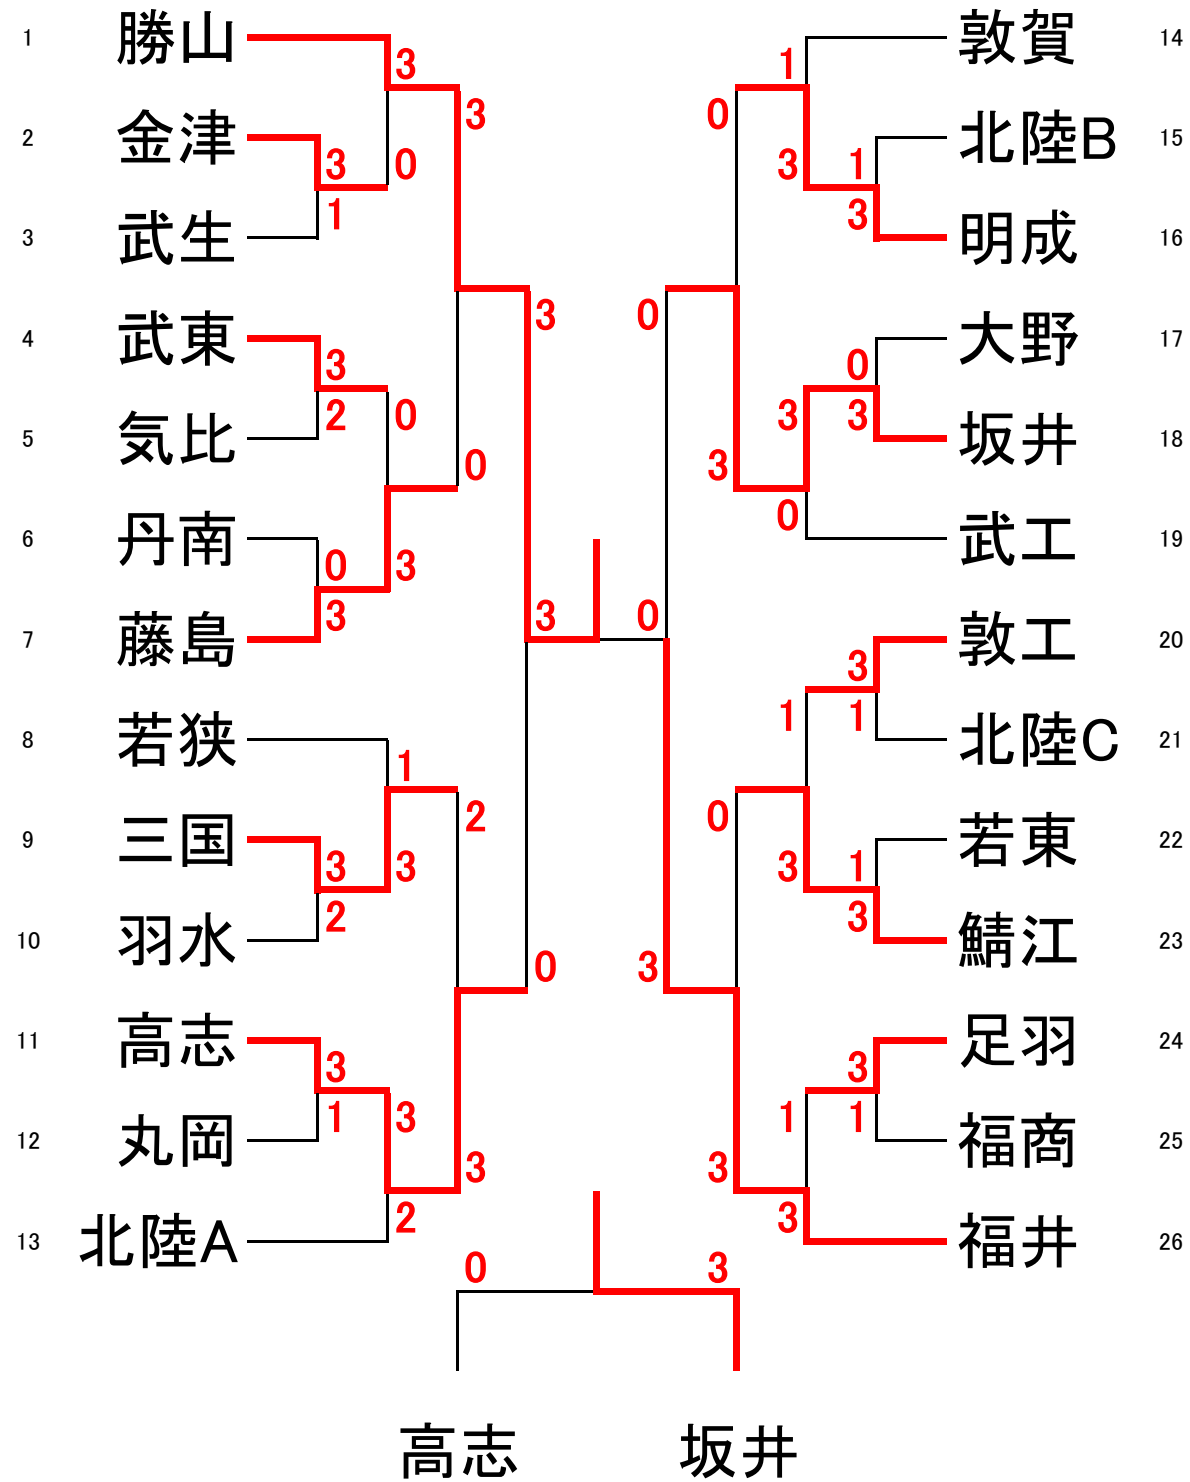 1 勝山 3 1 敦賀 14
3 0
2 金津 3 0 3 1 北陸B 15
3 武生 1 3 明成 16
3 0
4 武東 3 0 大野 17
5 気比 2 0 3 3 坂井 18
0 3
6 丹南 0 3 0 武工 19
7 藤島 3 3 0 3 敦工 20
8 若狭 1 1 1 北陸C 21
2 0
9 三国 3 3 3 1 若東 22
10 羽水 2 3 鯖江 23
0 3
11 高志 3 3 足羽 24
12 丸岡 1 3 1 1 福商 25
3 3
13 北陸A 2 3 福井 26
0 3
高志 坂井